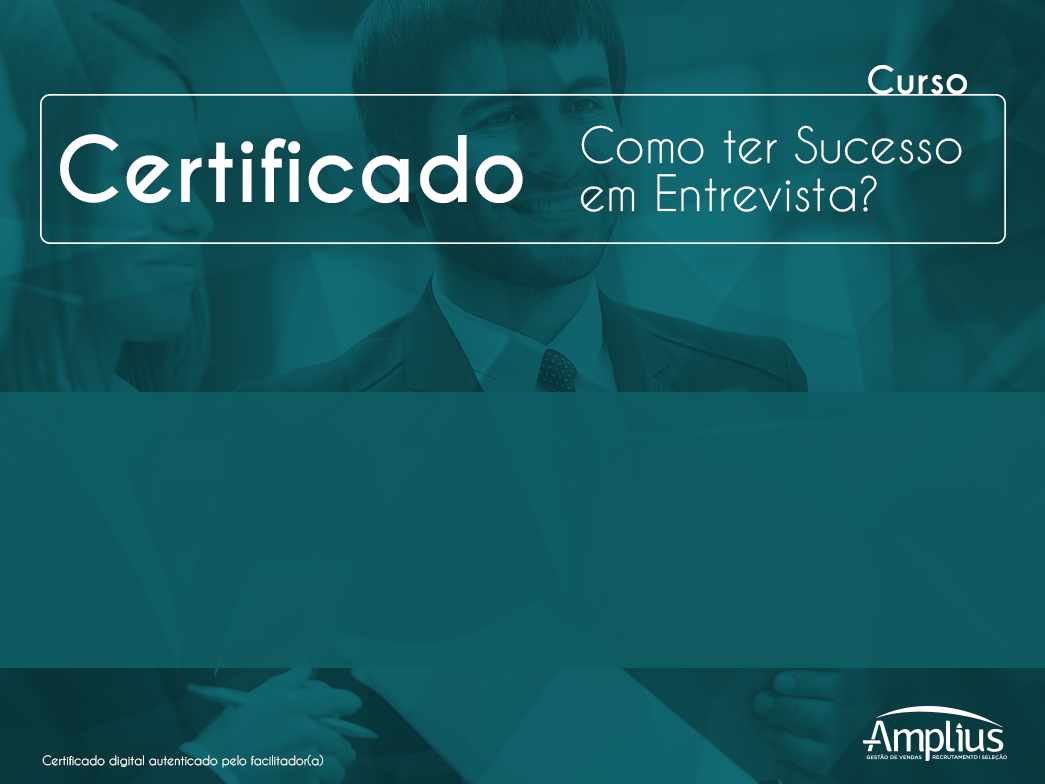 Curso
Certificado
Como ter Sucesso
em Entrevista?
Certificado digital autenticado pelo facilitador(a)
Amplius
GESTÃO DE VENDAS | RECRUTAMENTO | SELEÇÃO